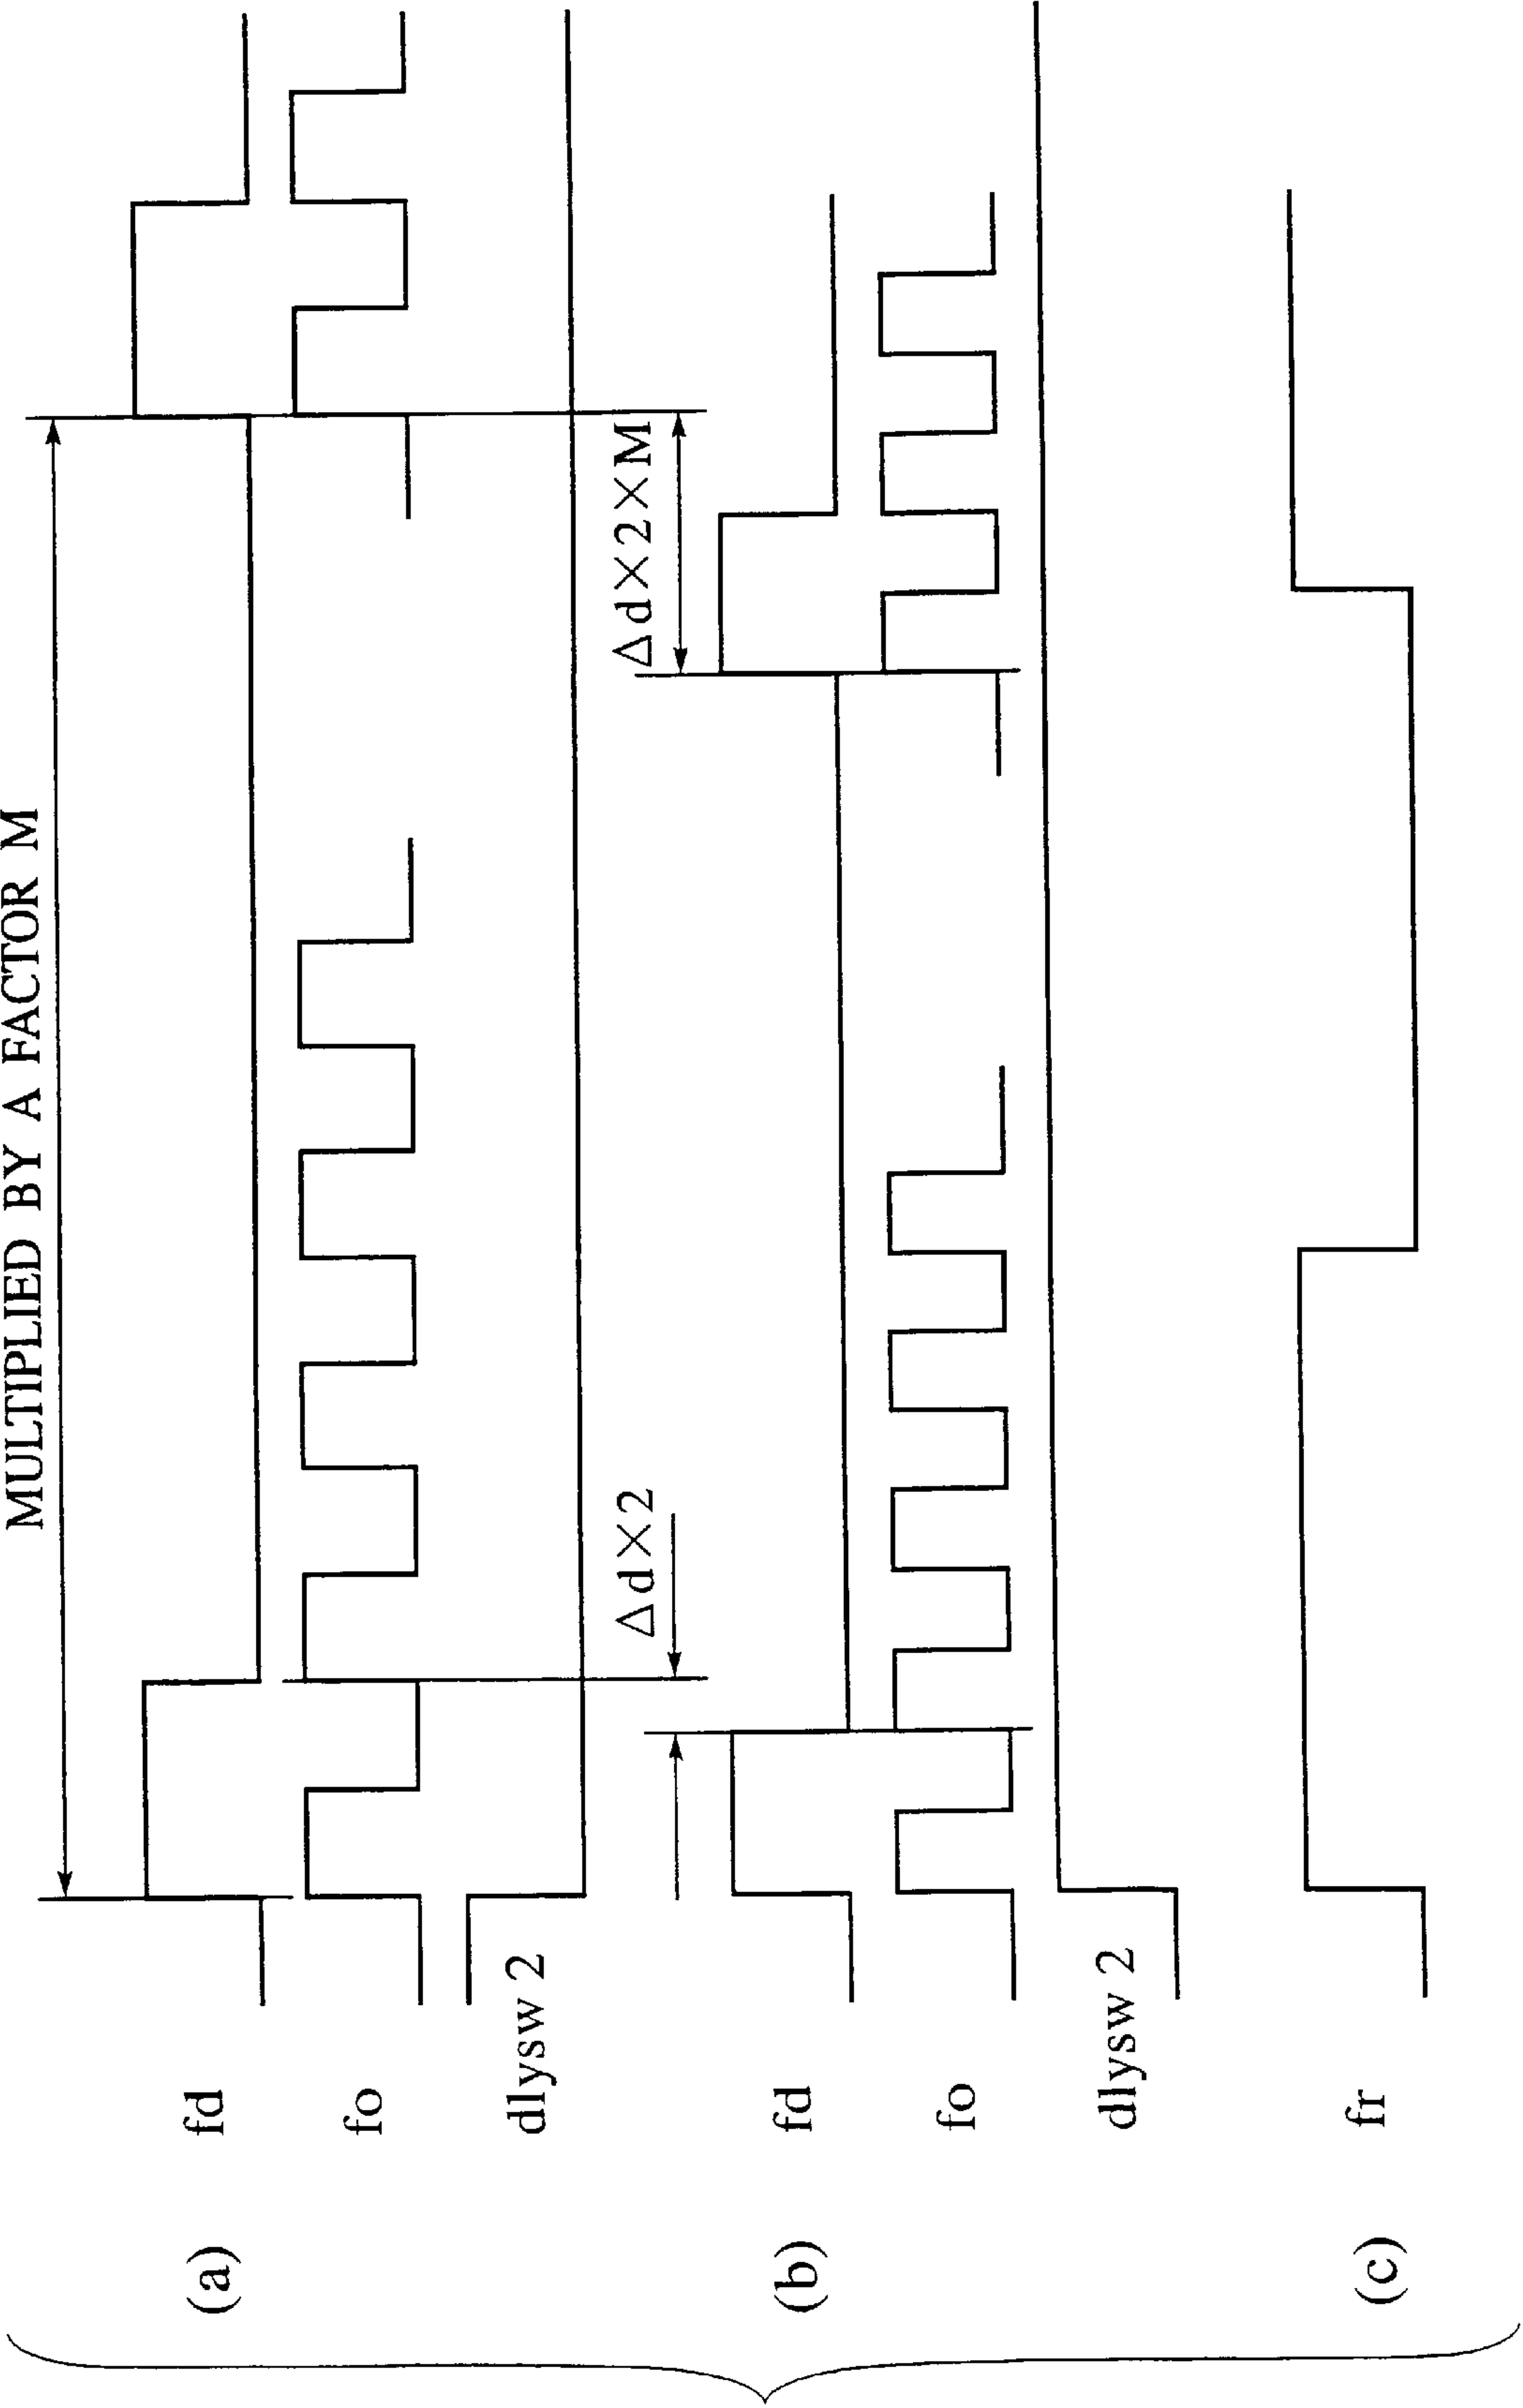 MULTIPLIED BY A FACTOR M
(a)
fd
fo
dlysw 2
Δd×2
Δd×2×M
(b)
fd
fo
dlysw 2
(c)
fr